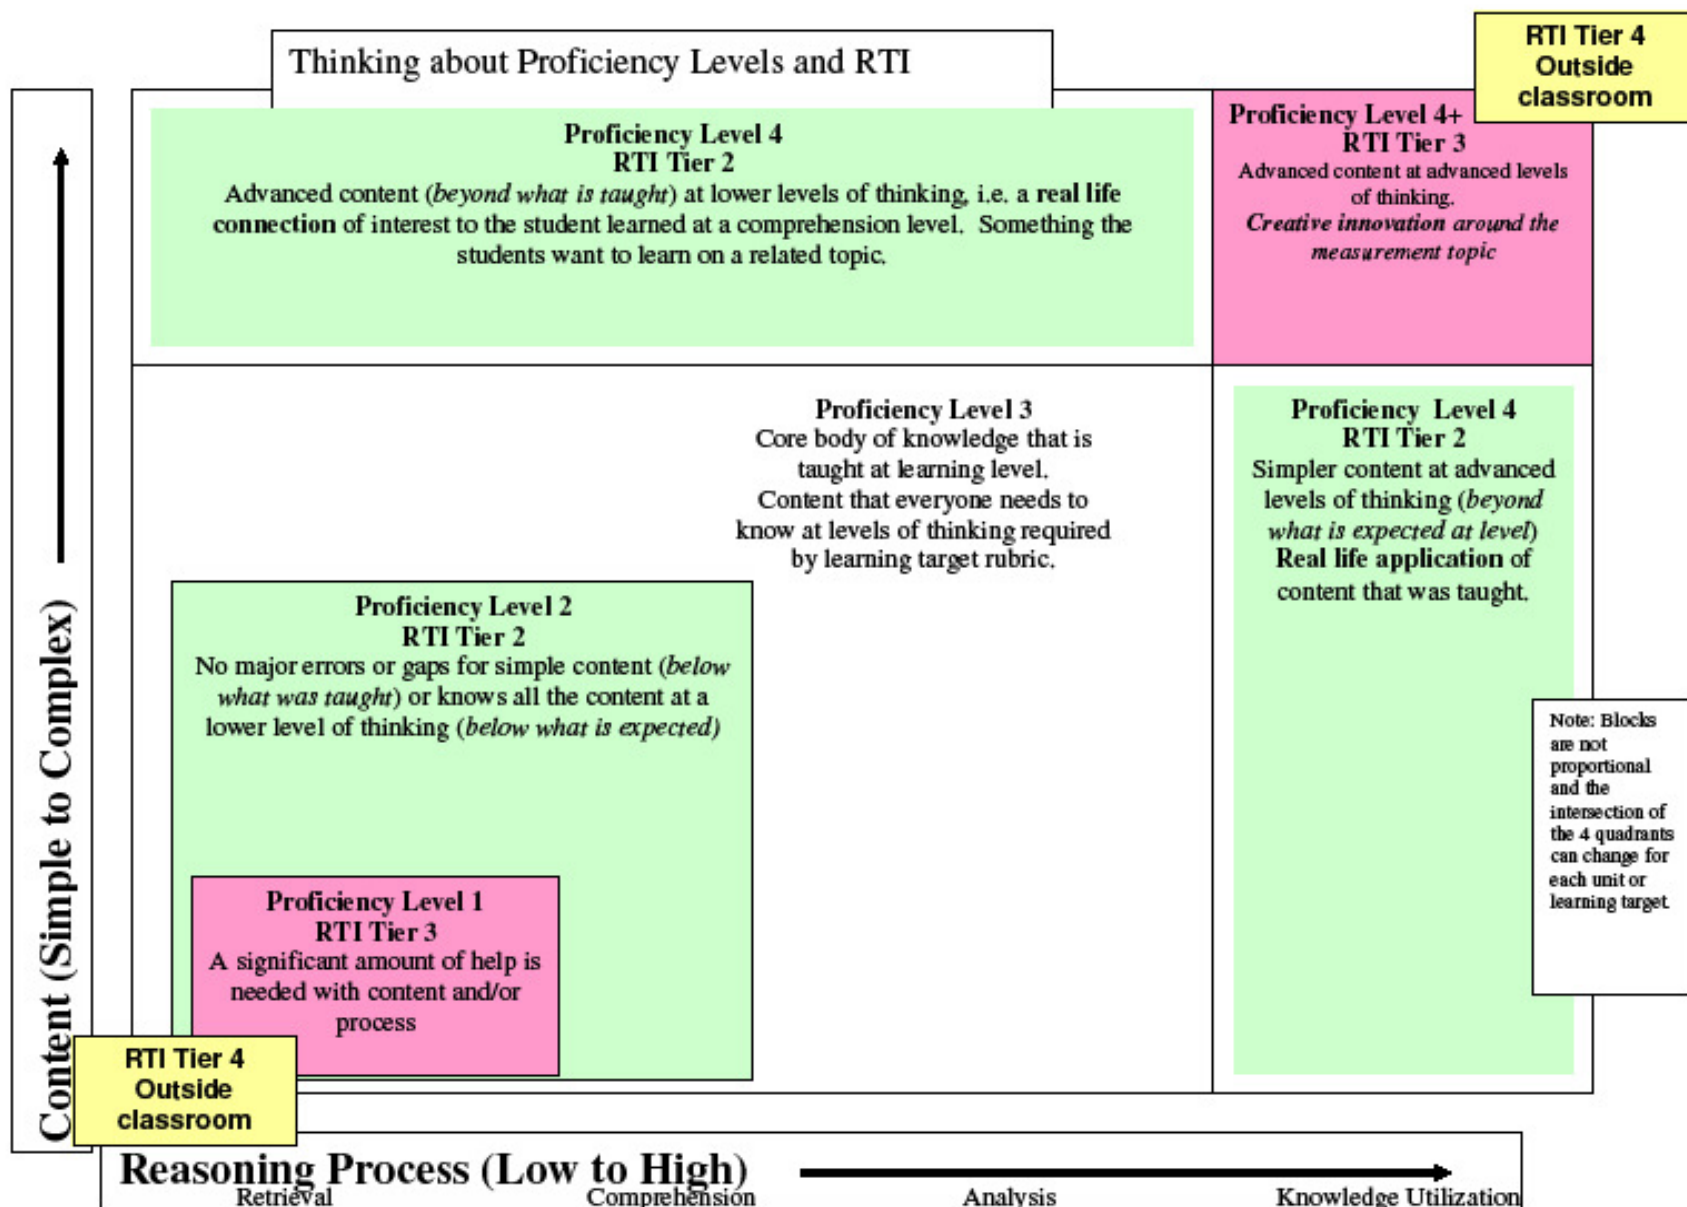 Thinking about Proficiency Levels and RTI
RTI Tier 4
Outside
classroom
Proficiency Level 4
RTI Tier 2
Advanced content (beyond what is taught) at lower levels of thinking, i.e. a real life
connection of interest to the student learned at a comprehension level. Something the
students want to learn on a related topic.
Proficiency Level 4+
RTI Tier 3
Advanced content at advanced levels
of thinking.
Creative innovation around the
measurement topic
Proficiency Level 3
Core body of knowledge that is
taught at learning level.
Content that everyone needs to
know at levels of thinking required
by learning target rubric.
Proficiency Level 4
RTI Tier 2
Simpler content at advanced
levels of thinking (beyond
what is expected at level)
Real life application of
content that was taught.
Proficiency Level 2
RTI Tier 2
No major errors or gaps for simple content (below
what was taught) or knows all the content at a
lower level of thinking (below what is expected)
Note: Blocks
are not
proportional
and the
intersection of
the 4 quadrants
can change for
each unit or
learning target.
Proficiency Level 1
RTI Tier 3
A significant amount of help is
needed with content and/or
process
Content (Simple to Complex)
RTI Tier 4
Outside
classroom
Reasoning Process (Low to High)
Retrieval Comprehension Analysis Knowledge Utilization